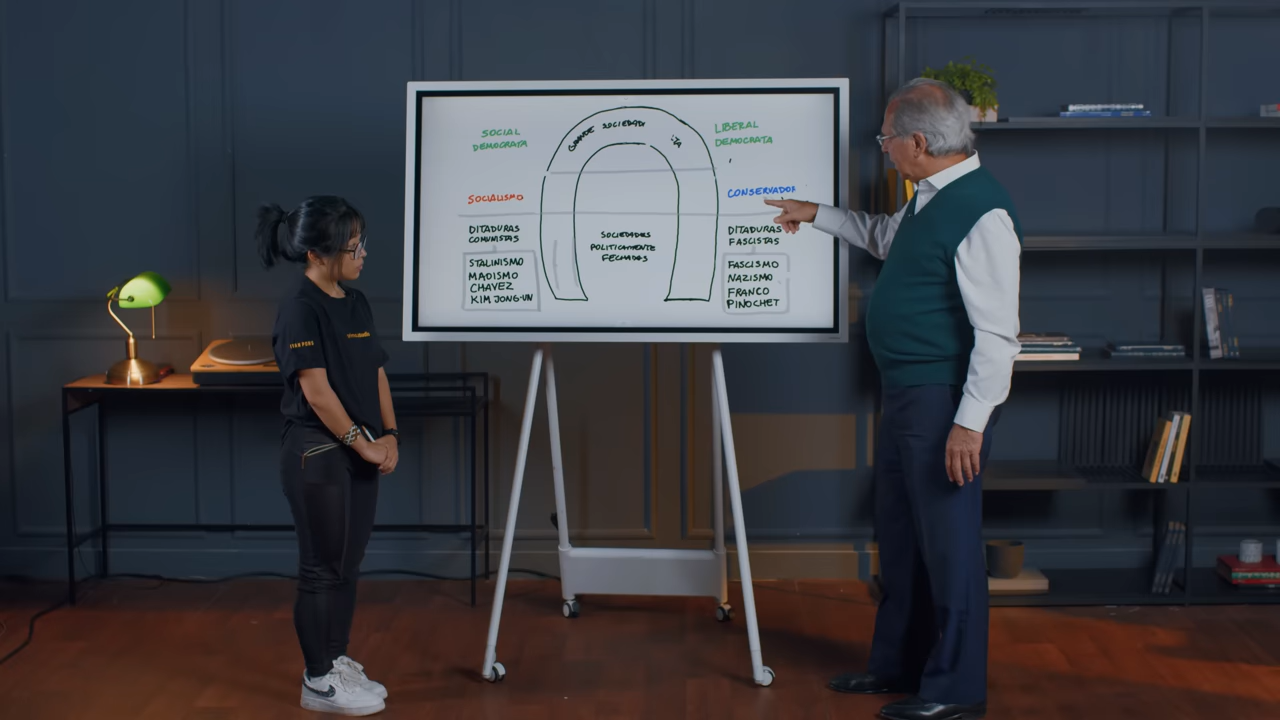 SOCIAL
DEMOCRATA
GRANDE SOCIEDAD
LIBERAL
DEMOCRATA
SOCIALISMO
CONSERVADOR
DITADURAS
COMUNISTAS
SOCIEDADES
POLITICAMENTE
FECHADAS
DITADURAS
FASCISTAS
STALINISMO
MAOISMO
CHAVEZ
KIM JONG-UN
FASCISMO
NAZISMO
FRANCO
PINOCHET